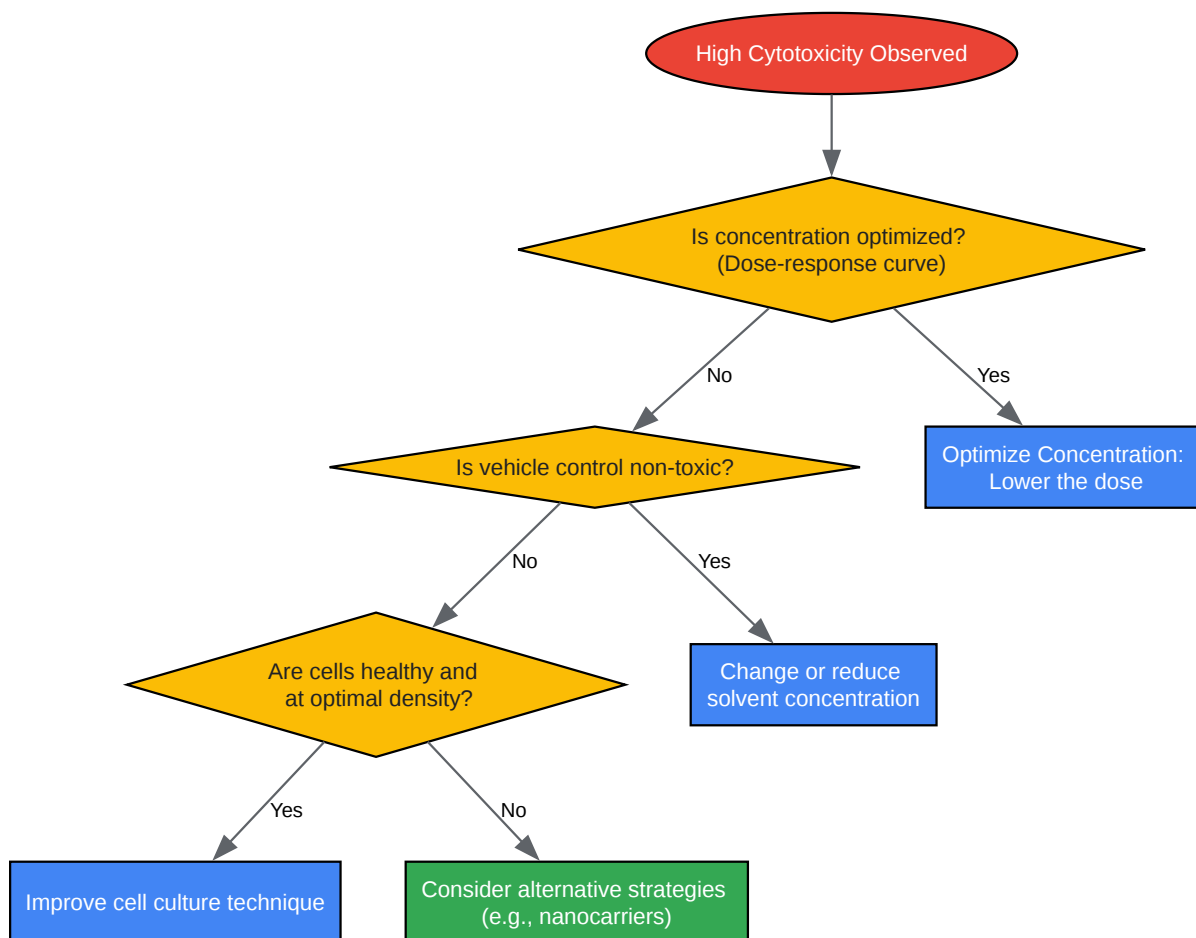 High Cytotoxicity Observed
Is concentration optimized?
(Dose-response curve)
No
Yes
Is vehicle control non-toxic?
Optimize Concentration:
Lower the dose
No
Yes
Are cells healthy and
at optimal density?
Change or reduce
solvent concentration
Yes
No
Improve cell culture technique
Consider alternative strategies
(e.g., nanocarriers)